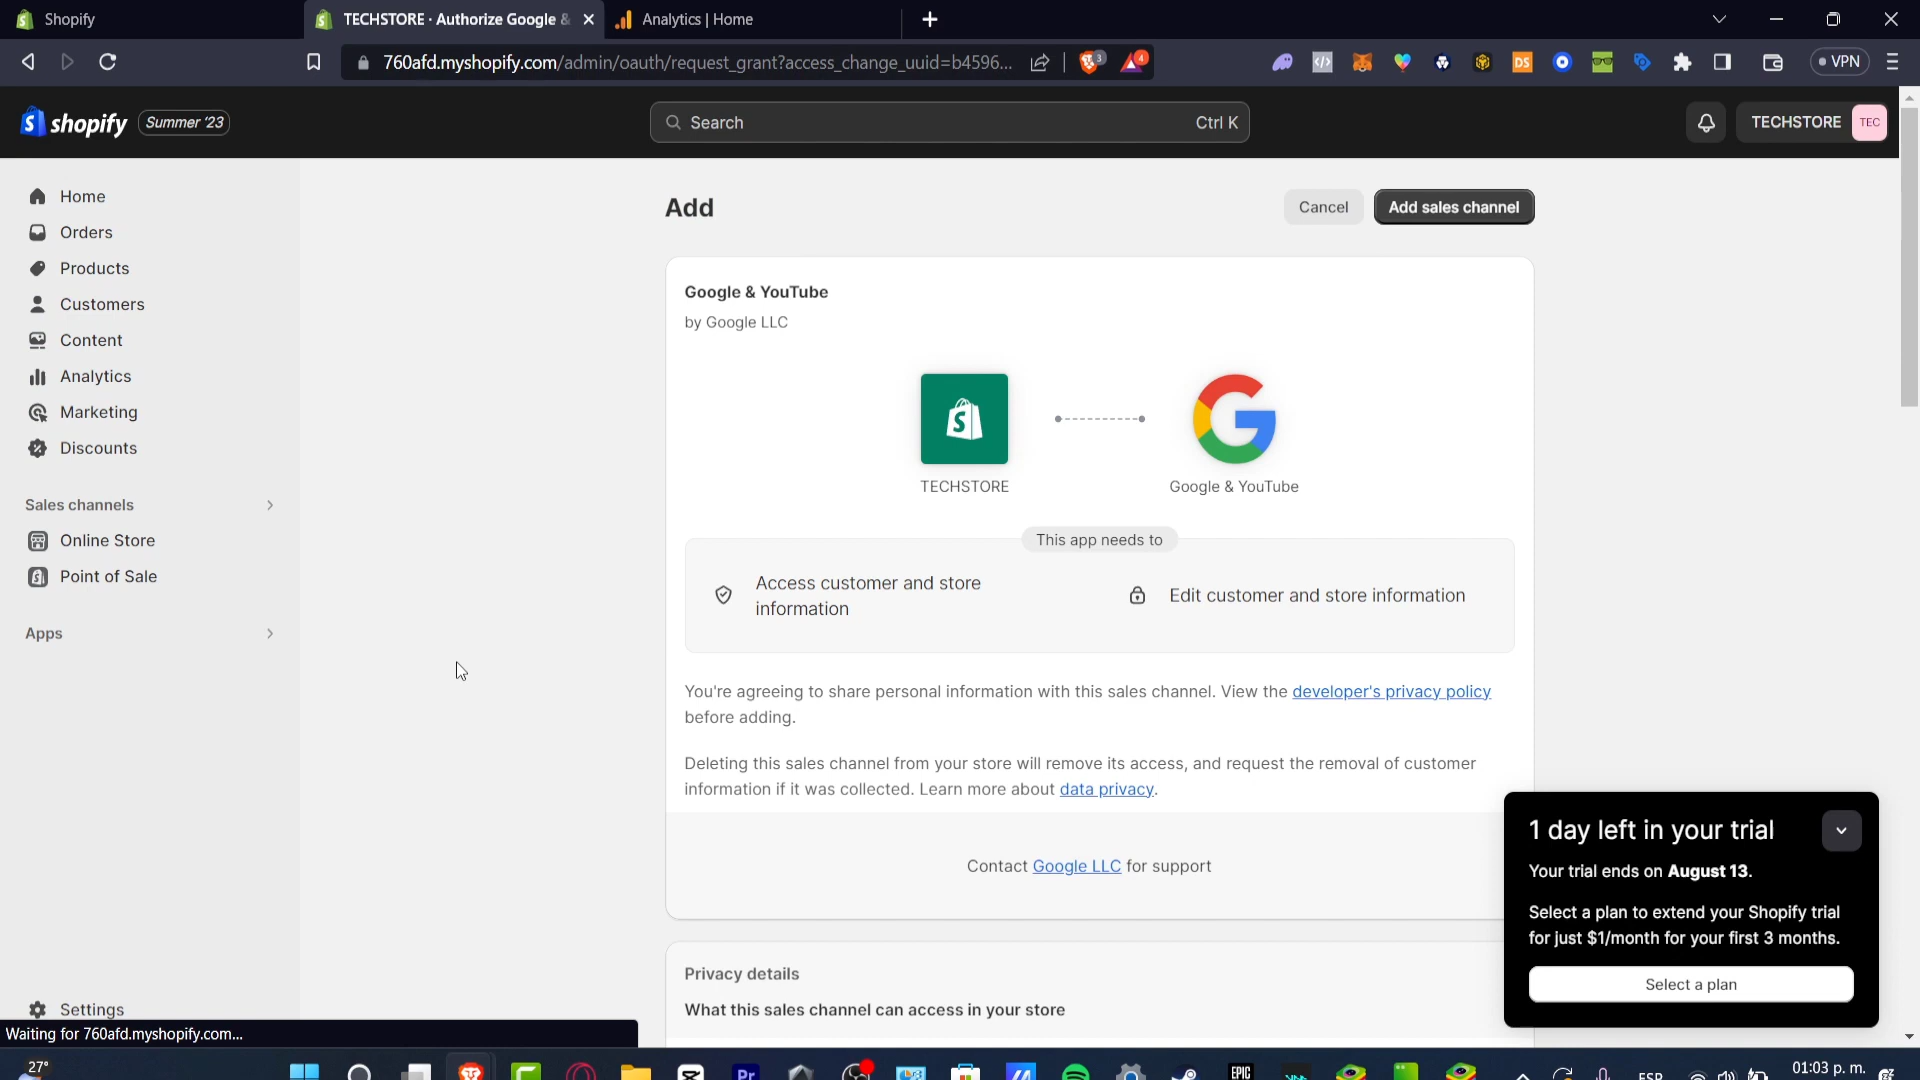 Shopify
TECHSTORE · Authorize Google &
Analytics | Home
760afd.myshopify.com/admin/oauth/request_grant?access_change_uuid=b4596...
3
4
DS
VPN
shopify
Summer '23
Search
Ctrl K
TECHSTORE
TEC
Home
Orders
Products
Customers
Content
Analytics
Marketing
Discounts
Sales channels
Online Store
Point of Sale
Apps
Settings
Add
Cancel
Add sales channel
Google & YouTube
by Google LLC
TECHSTORE
Google & YouTube
This app needs to
Access customer and store
information
Edit customer and store information
You're agreeing to share personal information with this sales channel. View the developer's privacy policy
before adding.
Deleting this sales channel from your store will remove its access, and request the removal of customer
information if it was collected. Learn more about data privacy.
Contact Google LLC for support
Privacy details
What this sales channel can access in your store
1 day left in your trial
Your trial ends on August 13.
Select a plan to extend your Shopify trial
for just $1/month for your first 3 months.
Select a plan
Waiting for 760afd.myshopify.com...
27°
Pr
EPIC
ESP
01:03 p. m.